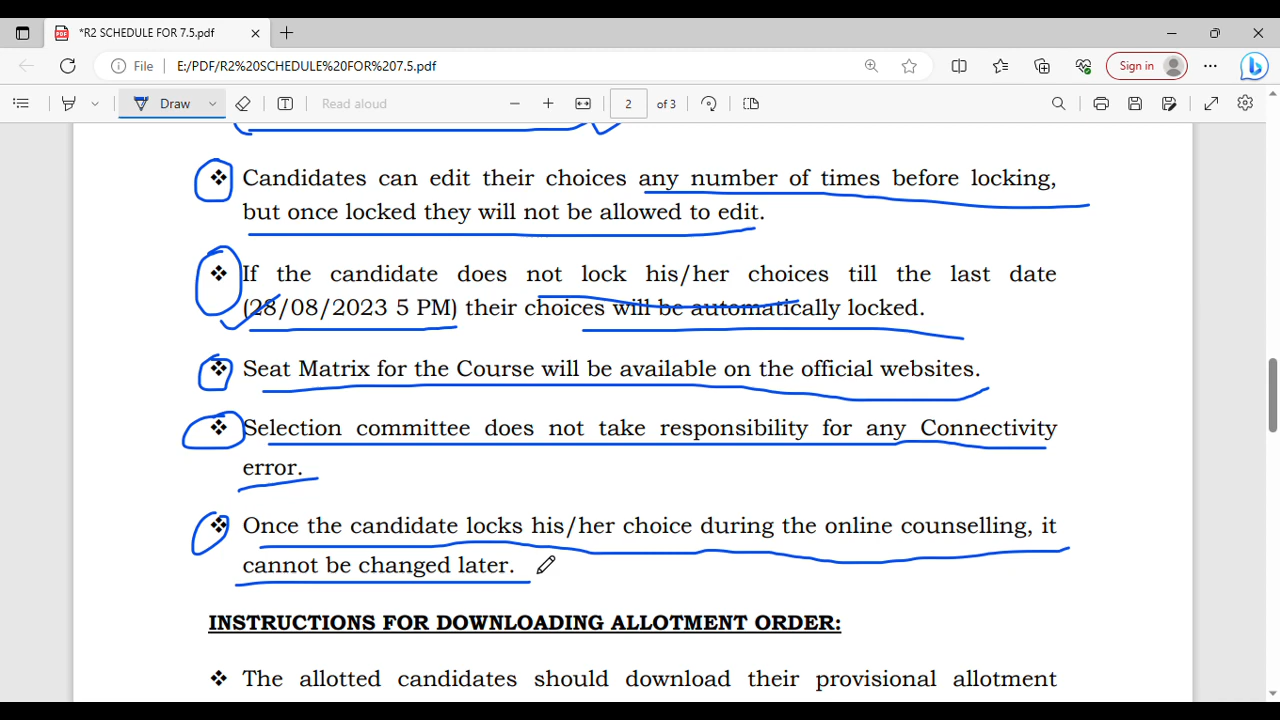 *R2 SCHEDULE FOR 7.5.pdf
File E:/PDF/R2%20SCHEDULE%20FOR%207.5.pdf Sign in
Draw Read aloud 2 of 3
❖ Candidates can edit their choices any number of times before locking,
but once locked they will not be allowed to edit.
❖ If the candidate does not lock his/her choices till the last date
(28/08/2023 5 PM) their choices will be automatically locked.
❖ Seat Matrix for the Course will be available on the official websites.
❖ Selection committee does not take responsibility for any Connectivity
error.
❖ Once the candidate locks his/her choice during the online counselling, it
cannot be changed later.
INSTRUCTIONS FOR DOWNLOADING ALLOTMENT ORDER:
❖ The allotted candidates should download their provisional allotment